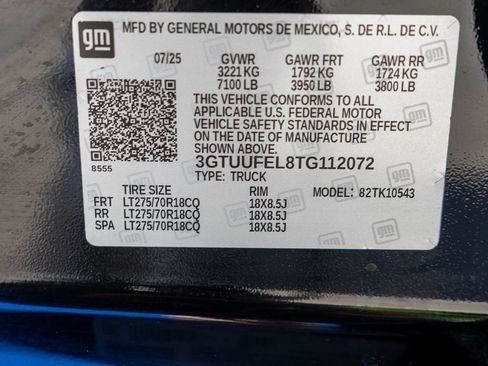 gm
MFD BY GENERAL MOTORS DE MEXICO, S. DE R.L. DE C.V.
07/25 GVWR GAWR FRT GAWR RR
3221 KG 1792 KG 1724 KG
7100 LB 3950 LB 3800 LB
THIS VEHICLE CONFORMS TO ALL
APPLICABLE U.S. FEDERAL MOTOR
VEHICLE SAFETY STANDARDS IN EFFECT
ON THE DATE OF MANUFACTURE
SHOWN ABOVE.
8555 3GTUUFEL8TG112072
TYPE: TRUCK
TIRE SIZE RIM MODEL: 82TK10543
FRT LT275/70R18CQ 18X8.5J
RR LT275/70R18CQ 18X8.5J
SPA LT275/70R18CQ 18X8.5J